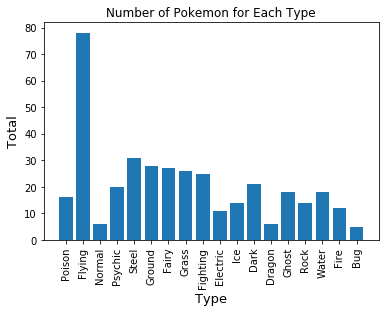 Number of Pokemon for Each Type
Total
80
70
60
50
40
30
20
10
0
Poison
Flying
Normal
Psychic
Steel
Ground
Fairy
Grass
Fighting
Electric
Ice
Dark
Dragon
Ghost
Rock
Water
Fire
Bug
Type